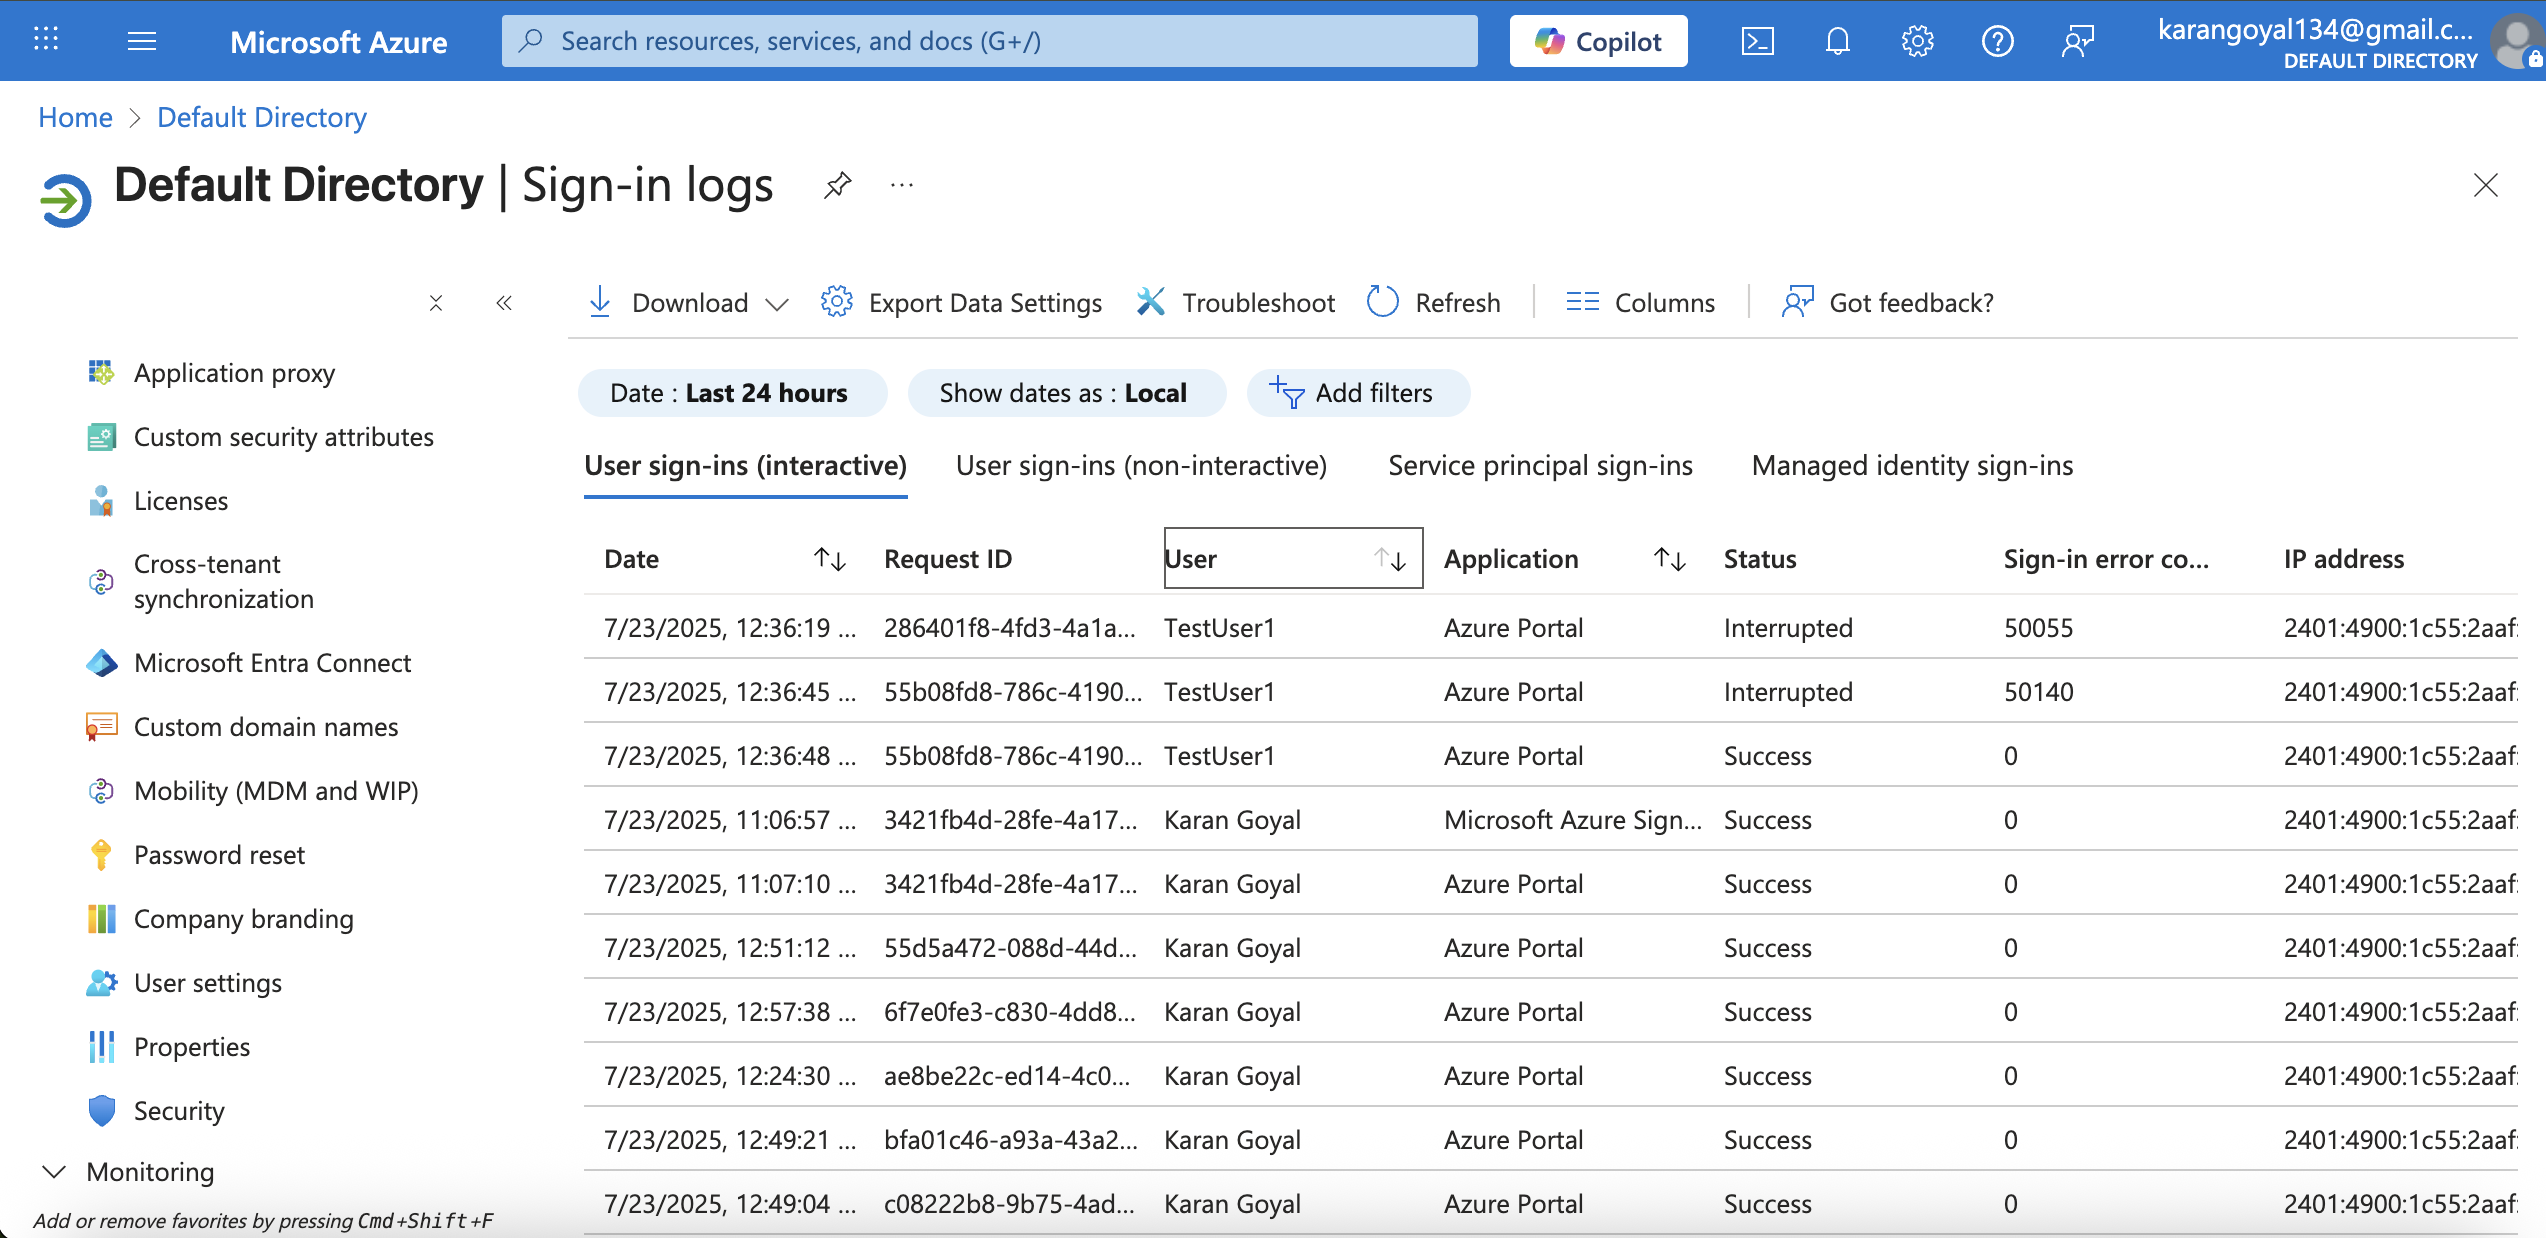 Microsoft Azure
Search resources, services, and docs (G+/)
Copilot
karangoyal134@gmail.c...
DEFAULT DIRECTORY
Home > Default Directory
Default Directory | Sign-in logs
Download
Export Data Settings
Troubleshoot
Refresh
Columns
Got feedback?
Application proxy
Custom security attributes
Licenses
Cross-tenant
synchronization
Microsoft Entra Connect
Custom domain names
Mobility (MDM and WIP)
Password reset
Company branding
User settings
Properties
Security
Monitoring
Add or remove favorites by pressing Cmd+Shift+F
Date : Last 24 hours
Show dates as : Local
Add filters
User sign-ins (interactive)
User sign-ins (non-interactive)
Service principal sign-ins
Managed identity sign-ins
Date Request ID User Application Status Sign-in error co... IP address
7/23/2025, 12:36:19 ... 286401f8-4fd3-4a1a... TestUser1 Azure Portal Interrupted 50055 2401:4900:1c55:2aaf:
7/23/2025, 12:36:45 ... 55b08fd8-786c-4190... TestUser1 Azure Portal Interrupted 50140 2401:4900:1c55:2aaf:
7/23/2025, 12:36:48 ... 55b08fd8-786c-4190... TestUser1 Azure Portal Success 0 2401:4900:1c55:2aaf:
7/23/2025, 11:06:57 ... 3421fb4d-28fe-4a17... Karan Goyal Microsoft Azure Sign... Success 0 2401:4900:1c55:2aaf:
7/23/2025, 11:07:10 ... 3421fb4d-28fe-4a17... Karan Goyal Azure Portal Success 0 2401:4900:1c55:2aaf:
7/23/2025, 12:51:12 ... 55d5a472-088d-44d... Karan Goyal Azure Portal Success 0 2401:4900:1c55:2aaf:
7/23/2025, 12:57:38 ... 6f7e0fe3-c830-4dd8... Karan Goyal Azure Portal Success 0 2401:4900:1c55:2aaf:
7/23/2025, 12:24:30 ... ae8be22c-ed14-4c0... Karan Goyal Azure Portal Success 0 2401:4900:1c55:2aaf:
7/23/2025, 12:49:21 ... bfa01c46-a93a-43a2... Karan Goyal Azure Portal Success 0 2401:4900:1c55:2aaf:
7/23/2025, 12:49:04 ... c08222b8-9b75-4ad... Karan Goyal Azure Portal Success 0 2401:4900:1c55:2aaf: